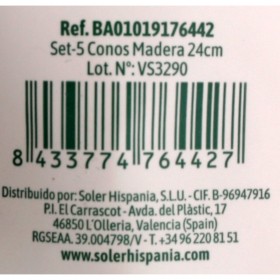 Ref. BA01019176442
Set-5 Conos Madera 24cm
Lot. Nº: VS3290
8 433774 764427
Distribuido por: Soler Hispania, S.L.U. - CIF. B-96947916
P.I. El Carrascot - Avda. del Plàstic, 17
46850 L'Olleria, Valencia (Spain)
RGSEAA. 39.004798/V - T. +34 96 220 81 51
www.solerhispania.com